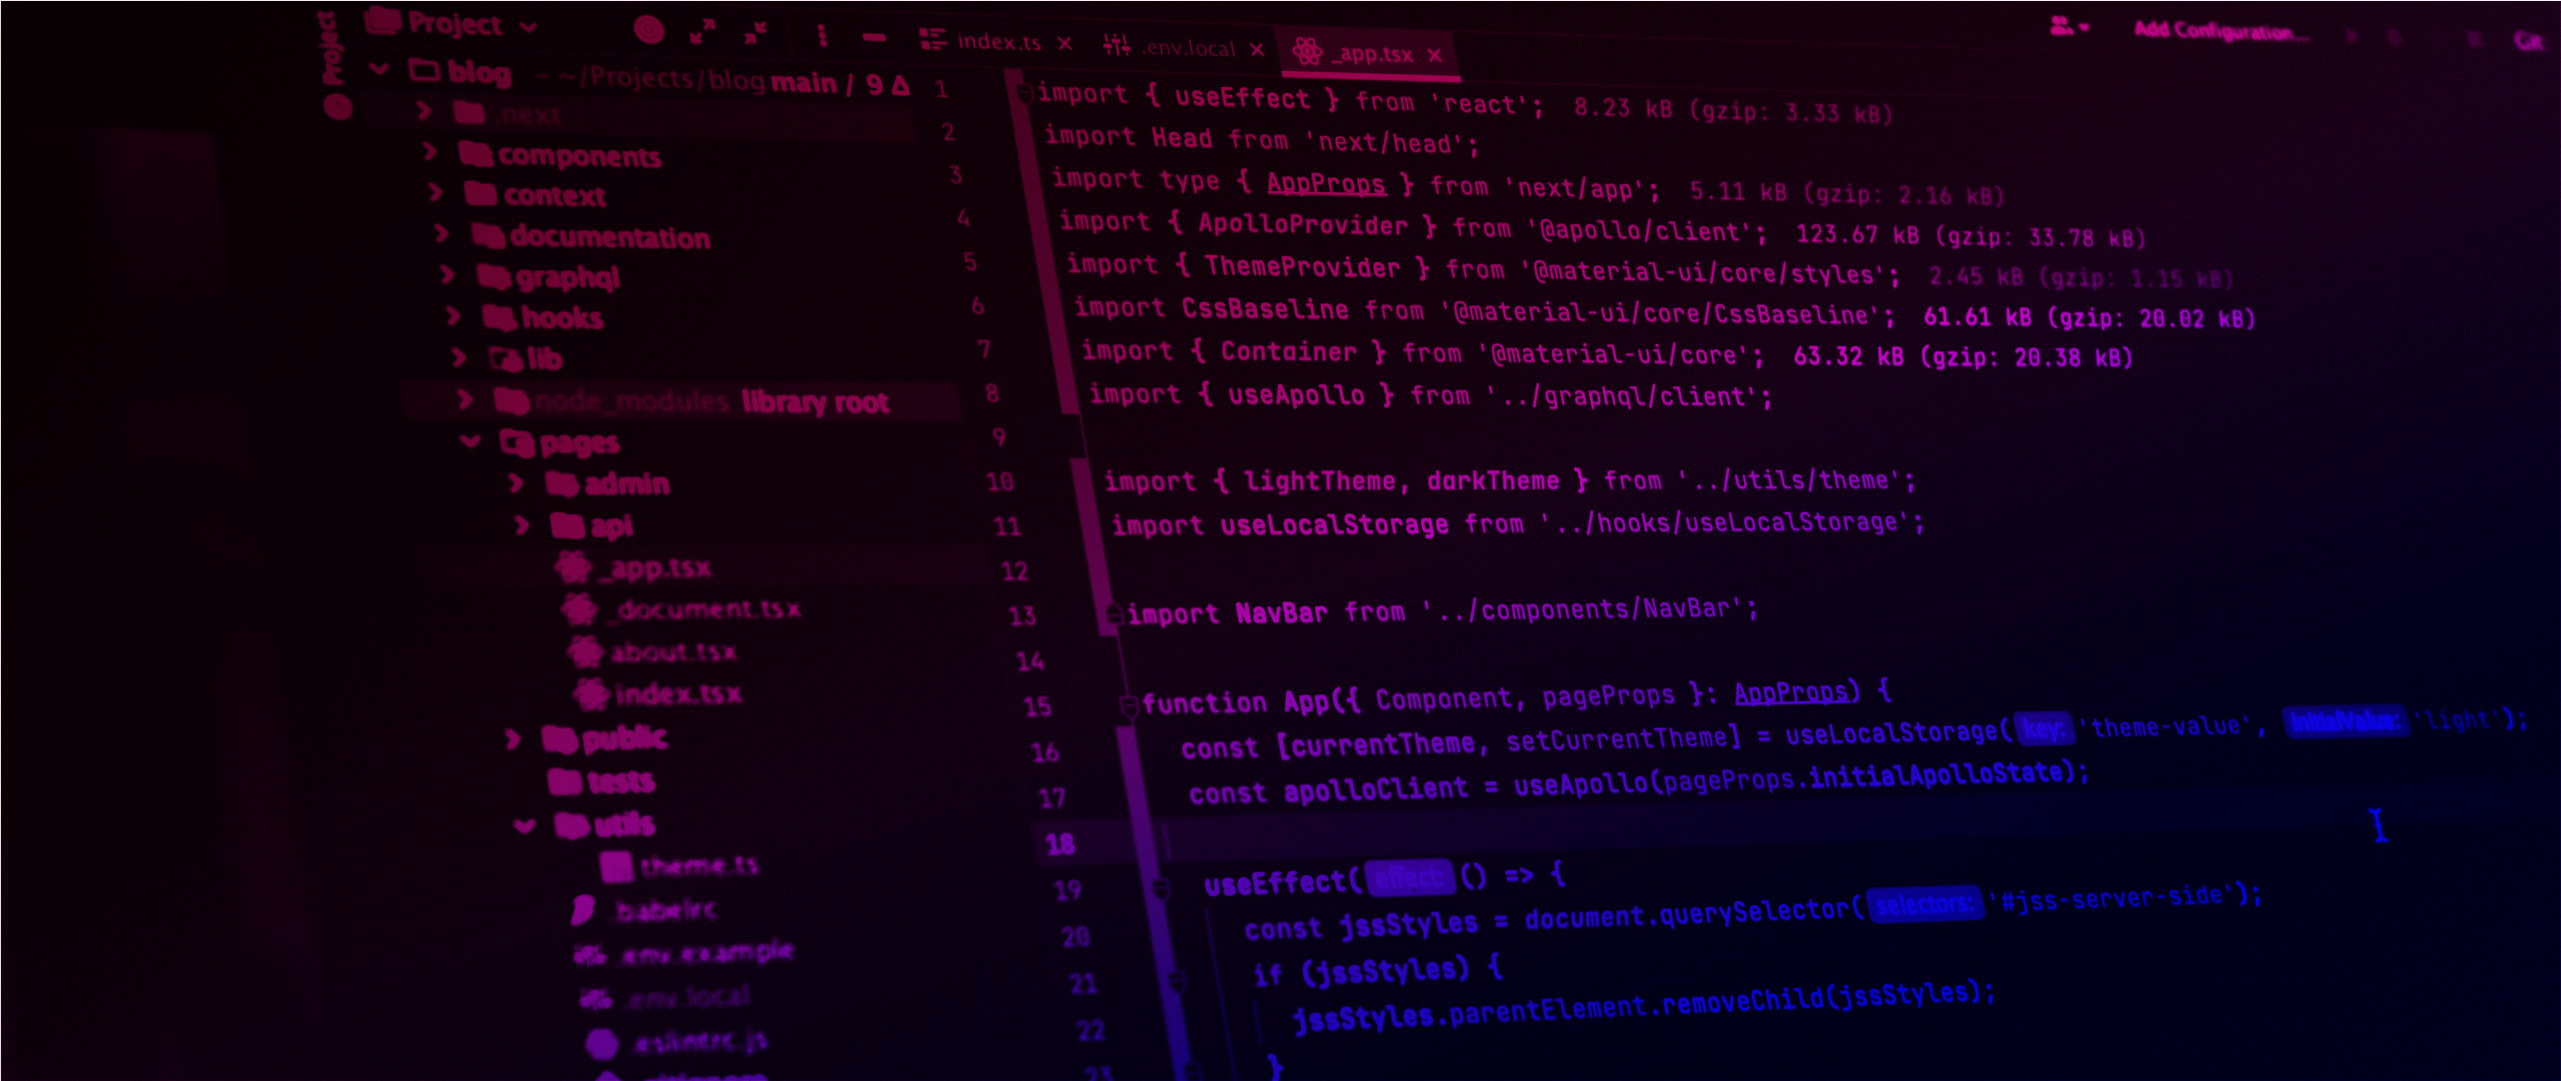 Project
Project
index.ts
.env.local
_app.tsx
Add Configuration...
Git
blog ~/Projects/blog main / 9 Δ
.next
components
context
documentation
graphql
hooks
lib
node_modules library root
pages
admin
api
_app.tsx
_document.tsx
about.tsx
index.tsx
public
tests
utils
theme.ts
.babelrc
.env.example
.env.local
.eslintrc.js
1 import { useEffect } from 'react'; 8.23 kB (gzip: 3.33 kB)
2 import Head from 'next/head';
3 import type { AppProps } from 'next/app'; 5.11 kB (gzip: 2.16 kB)
4 import { ApolloProvider } from '@apollo/client'; 123.67 kB (gzip: 33.78 kB)
5 import { ThemeProvider } from '@material-ui/core/styles'; 2.45 kB (gzip: 1.15 kB)
6 import CssBaseline from '@material-ui/core/CssBaseline'; 61.61 kB (gzip: 20.02 kB)
7 import { Container } from '@material-ui/core'; 63.32 kB (gzip: 20.38 kB)
8 import { useApollo } from '../graphql/client';
9
10 import { lightTheme, darkTheme } from '../utils/theme';
11 import useLocalStorage from '../hooks/useLocalStorage';
12
13 import NavBar from '../components/NavBar';
14
15 function App({ Component, pageProps }: AppProps) {
16 const [currentTheme, setCurrentTheme] = useLocalStorage( key: 'theme-value', initialValue: 'light');
17 const apolloClient = useApollo(pageProps.initialApolloState);
18
19 useEffect( effect: () => {
20 const jssStyles = document.querySelector( selectors: '#jss-server-side');
21 if (jssStyles) {
22 jssStyles.parentElement.removeChild(jssStyles);
23 }